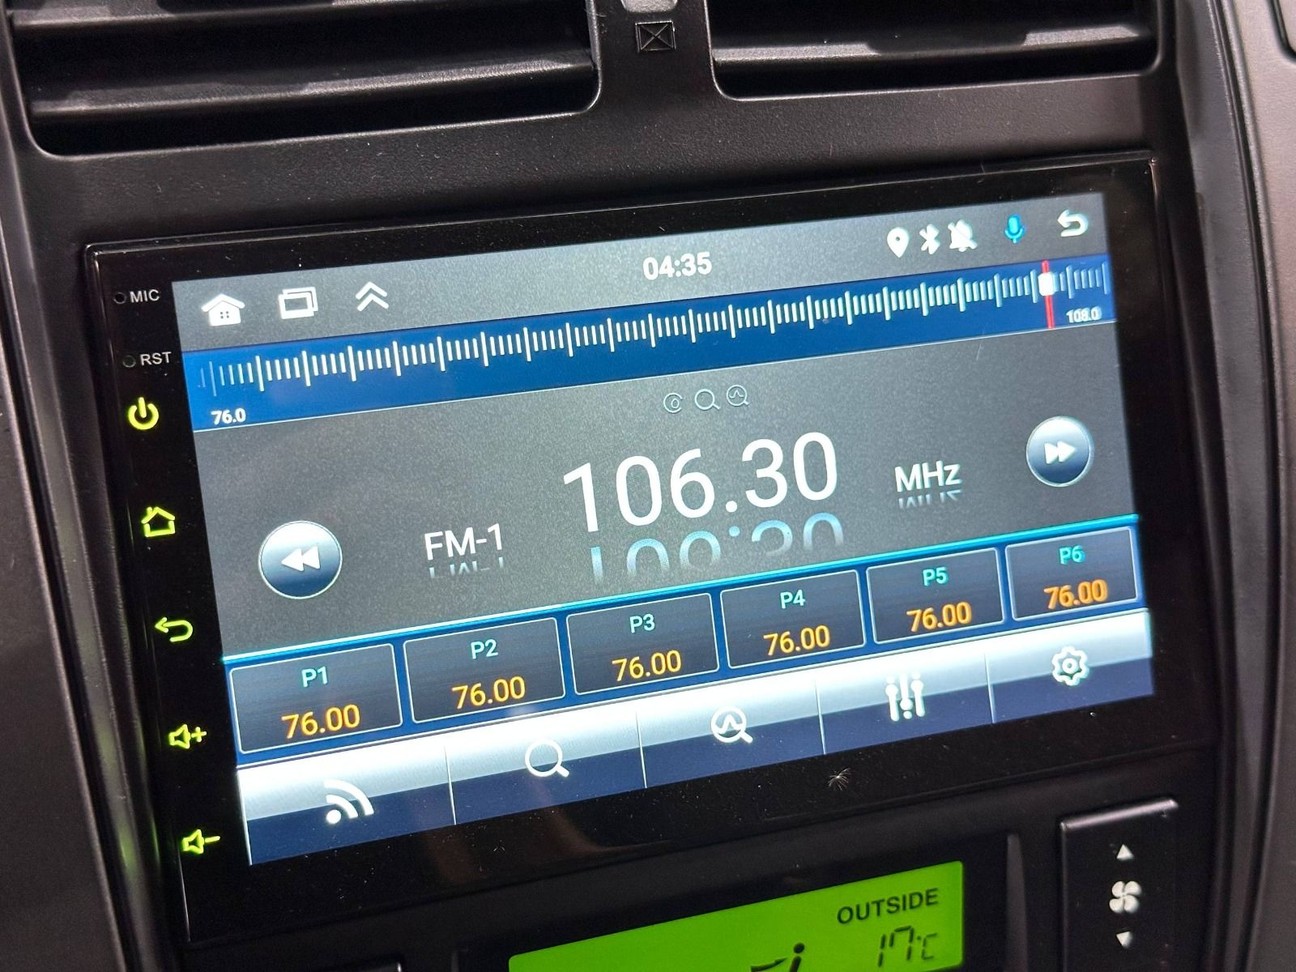 04:35
MIC
RST
76.0
108.0
106.30
FM-1
MHz
P1
76.00
P2
76.00
P3
76.00
P4
76.00
P5
76.00
P6
76.00
OUTSIDE
17°C